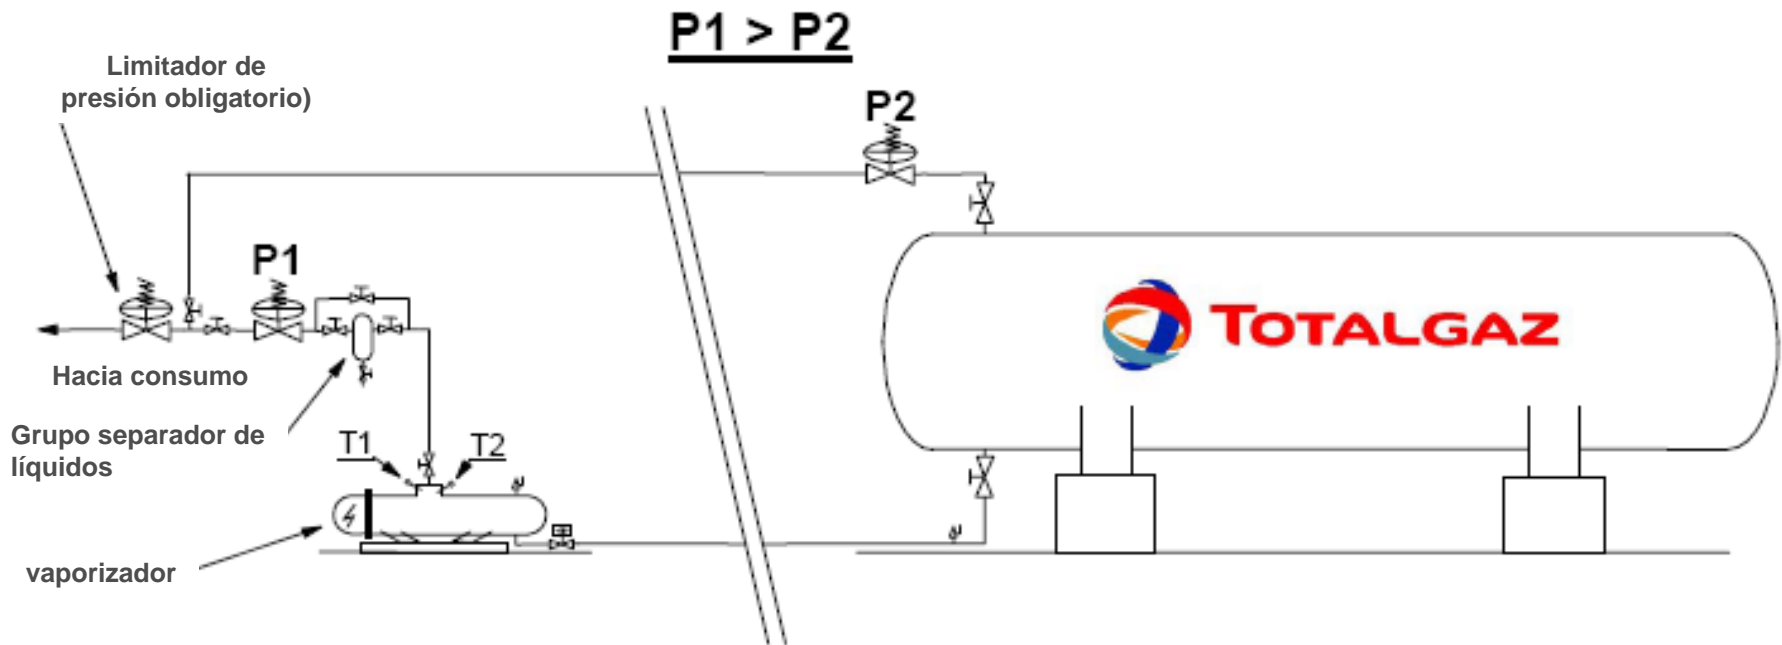 P1 > P2
Limitador de
presión obligatorio)
P2
P1
TOTALGAZ
Hacia consumo
Grupo separador de
líquidos
T1
T2
vaporizador